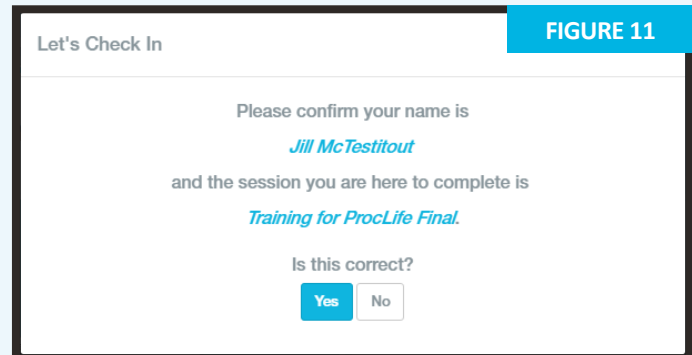 FIGURE 11
Let's Check In
Please confirm your name is
Jill McTestitout
and the session you are here to complete is
Training for ProcLife Final.
Is this correct?
Yes No